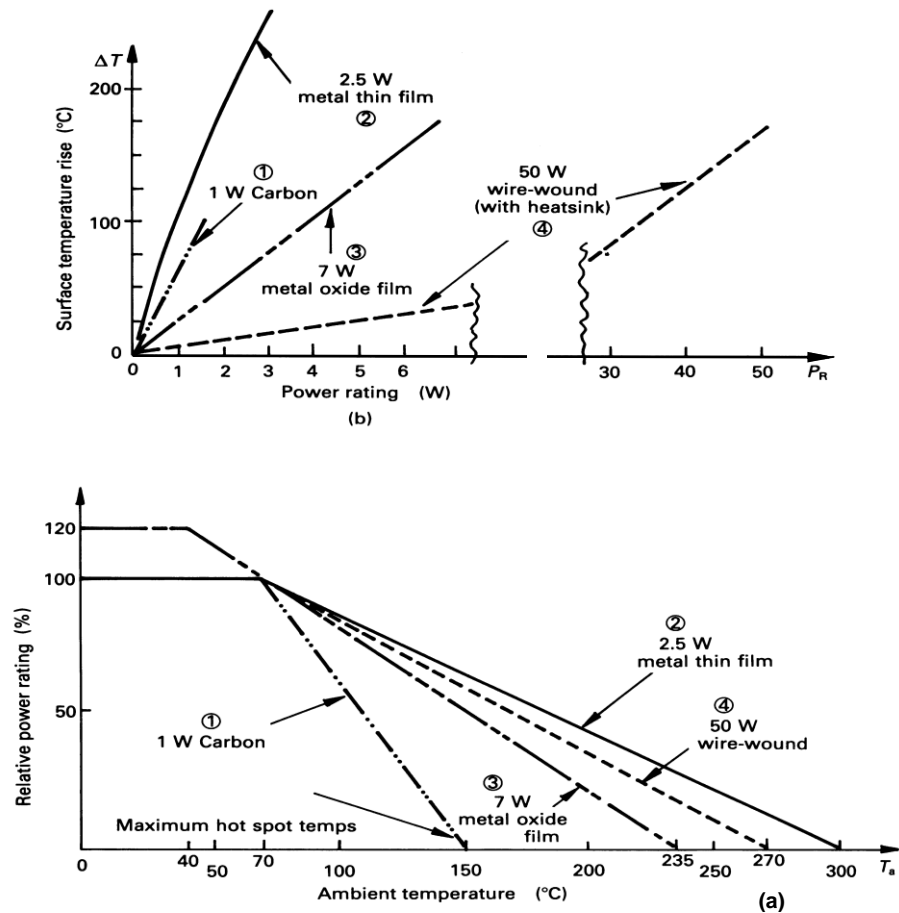 ΔT
Surface temperature rise (°C)
200
100
0
2.5 W
metal thin film
②
①
1 W Carbon
③
7 W
metal oxide film
50 W
wire-wound
(with heatsink)
④
0 1 2 3 4 5 6 30 40 50 P_R
Power rating (W)
(b)
Relative power rating (%)
120
100
50
②
2.5 W
metal thin film
④
50 W
wire-wound
①
1 W Carbon
③
7 W
metal oxide
film
Maximum hot spot temps
0 40 50 70 100 150 200 235 250 270 300 T_a
Ambient temperature (°C)
(a)